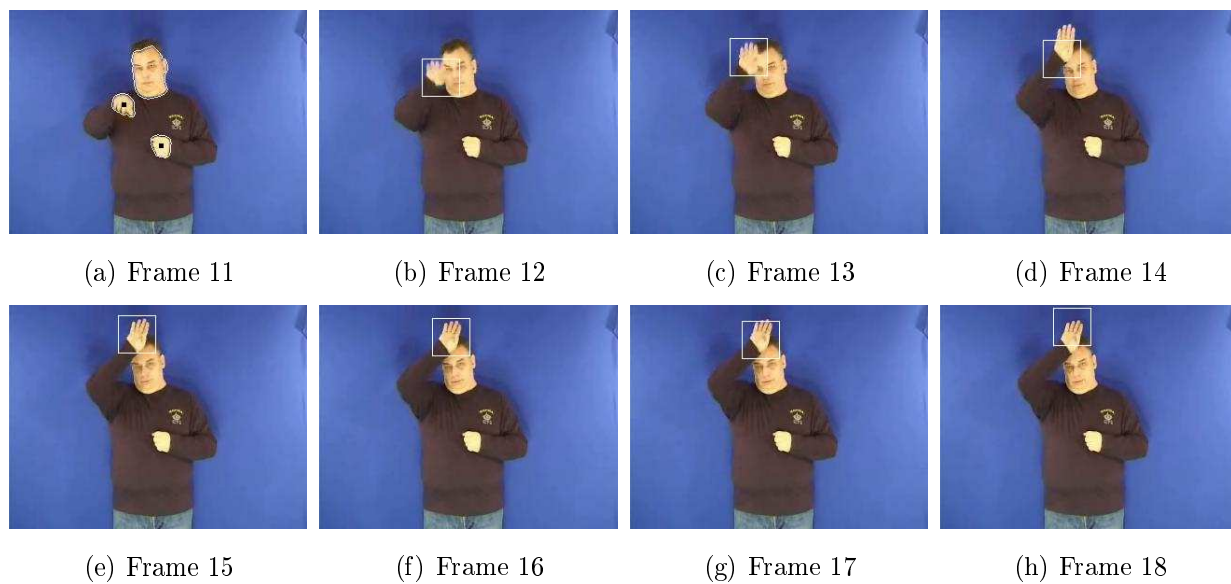 (a) Frame 11
(b) Frame 12
(c) Frame 13
(d) Frame 14
(e) Frame 15
(f) Frame 16
(g) Frame 17
(h) Frame 18